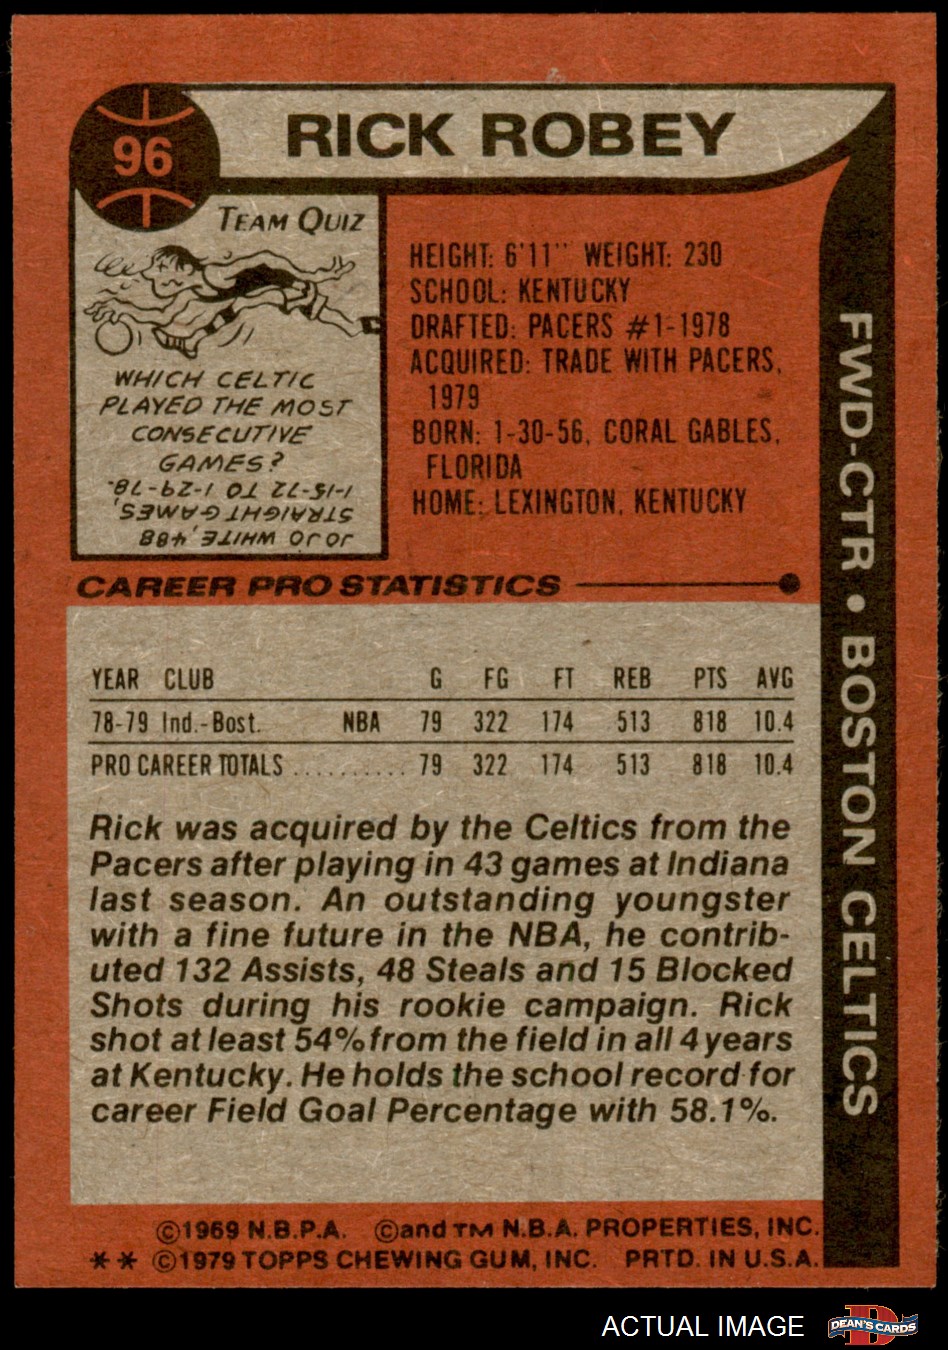 96
RICK ROBEY
TEAM QUIZ
WHICH CELTIC
PLAYED THE MOST
CONSECUTIVE
GAMES?
JO JO WHITE, 488
STRAIGHT GAMES,
1-15-72 TO 1-29-78.
HEIGHT: 6'11" WEIGHT: 230
SCHOOL: KENTUCKY
DRAFTED: PACERS #1-1978
ACQUIRED: TRADE WITH PACERS,
1979
BORN: 1-30-56, CORAL GABLES,
FLORIDA
HOME: LEXINGTON, KENTUCKY
FWD-CTR • BOSTON CELTICS
CAREER PRO STATISTICS
YEAR CLUB G FG FT REB PTS AVG
78-79 Ind.-Bost. NBA 79 322 174 513 818 10.4
PRO CAREER TOTALS .......... 79 322 174 513 818 10.4
Rick was acquired by the Celtics from the
Pacers after playing in 43 games at Indiana
last season. An outstanding youngster
with a fine future in the NBA, he contrib-
uted 132 Assists, 48 Steals and 15 Blocked
Shots during his rookie campaign. Rick
shot at least 54% from the field in all 4 years
at Kentucky. He holds the school record for
career Field Goal Percentage with 58.1%.
©1969 N.B.P.A. ©and TM N.B.A. PROPERTIES, INC.
** ©1979 TOPPS CHEWING GUM, INC. PRTD. IN U.S.A.
ACTUAL IMAGE
DEAN'S CARDS